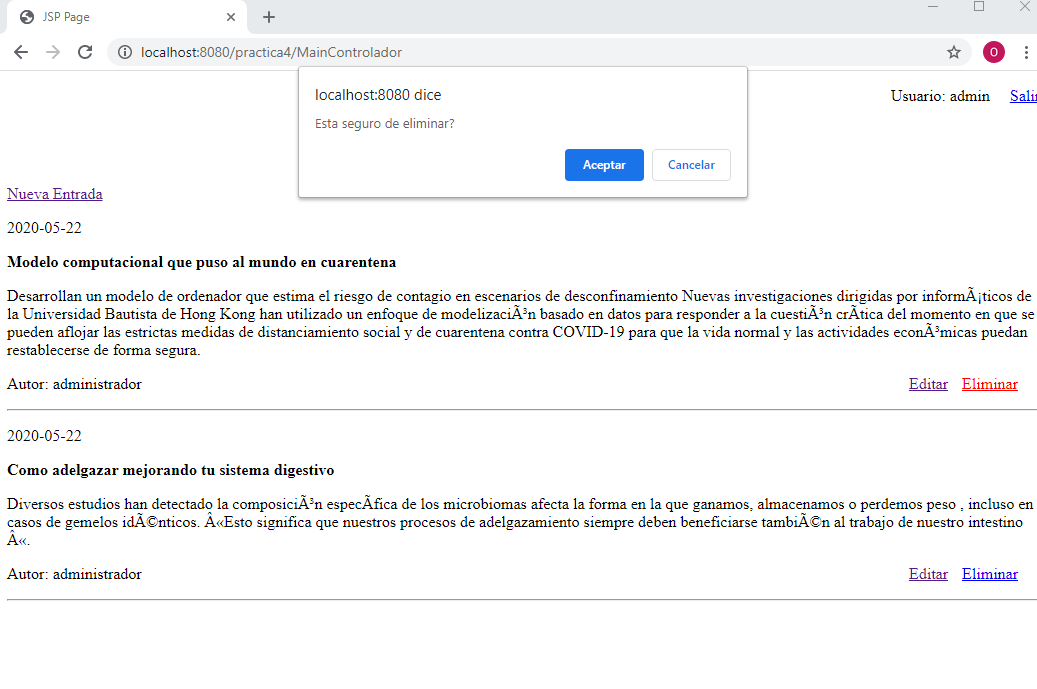 JSP Page
localhost:8080/practica4/MainControlador
O
localhost:8080 dice
Esta seguro de eliminar?
Aceptar Cancelar
Usuario: admin Salir
Nueva Entrada
2020-05-22
Modelo computacional que puso al mundo en cuarentena
Desarrollan un modelo de ordenador que estima el riesgo de contagio en escenarios de desconfinamiento Nuevas investigaciones dirigidas por informÃ¡ticos de
la Universidad Bautista de Hong Kong han utilizado un enfoque de modelizaciÃ³n basado en datos para responder a la cuestiÃ³n crÃ­tica del momento en que se
pueden aflojar las estrictas medidas de distanciamiento social y de cuarentena contra COVID-19 para que la vida normal y las actividades econÃ³micas puedan
restablecerse de forma segura.
Autor: administrador Editar Eliminar
2020-05-22
Como adelgazar mejorando tu sistema digestivo
Diversos estudios han detectado la composiciÃ³n especÃ­fica de los microbiomas afecta la forma en la que ganamos, almacenamos o perdemos peso , incluso en
casos de gemelos idÃ©nticos. Â«Esto significa que nuestros procesos de adelgazamiento siempre deben beneficiarse tambiÃ©n al trabajo de nuestro intestino
Â«.
Autor: administrador Editar Eliminar